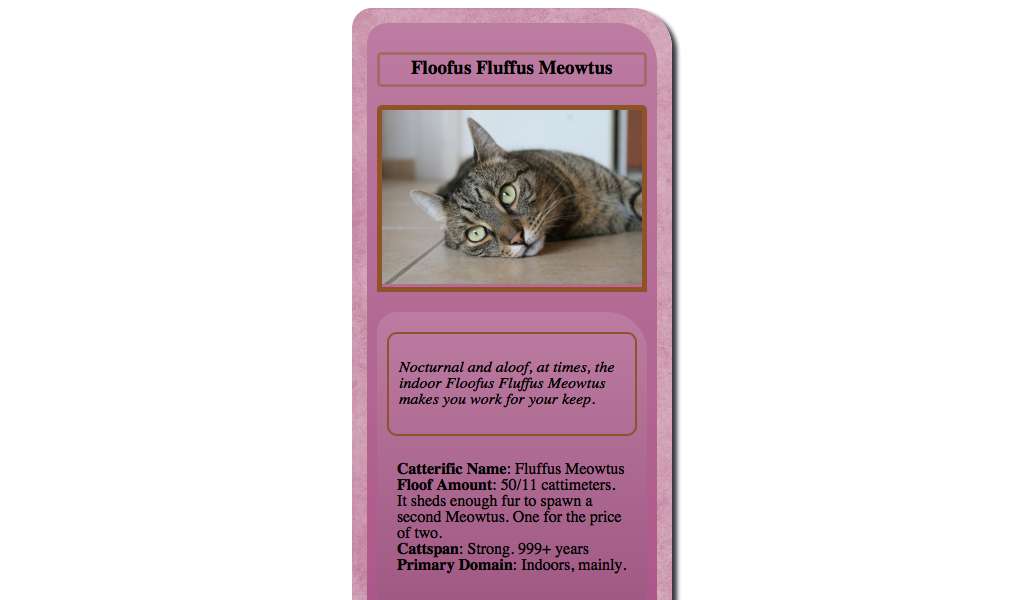 Floofus Fluffus Meowtus
Nocturnal and aloof, at times, the
indoor Floofus Fluffus Meowtus
makes you work for your keep.
Catterific Name: Fluffus Meowtus
Floof Amount: 50/11 cattimeters.
It sheds enough fur to spawn a
second Meowtus. One for the price
of two.
Cattspan: Strong. 999+ years
Primary Domain: Indoors, mainly.